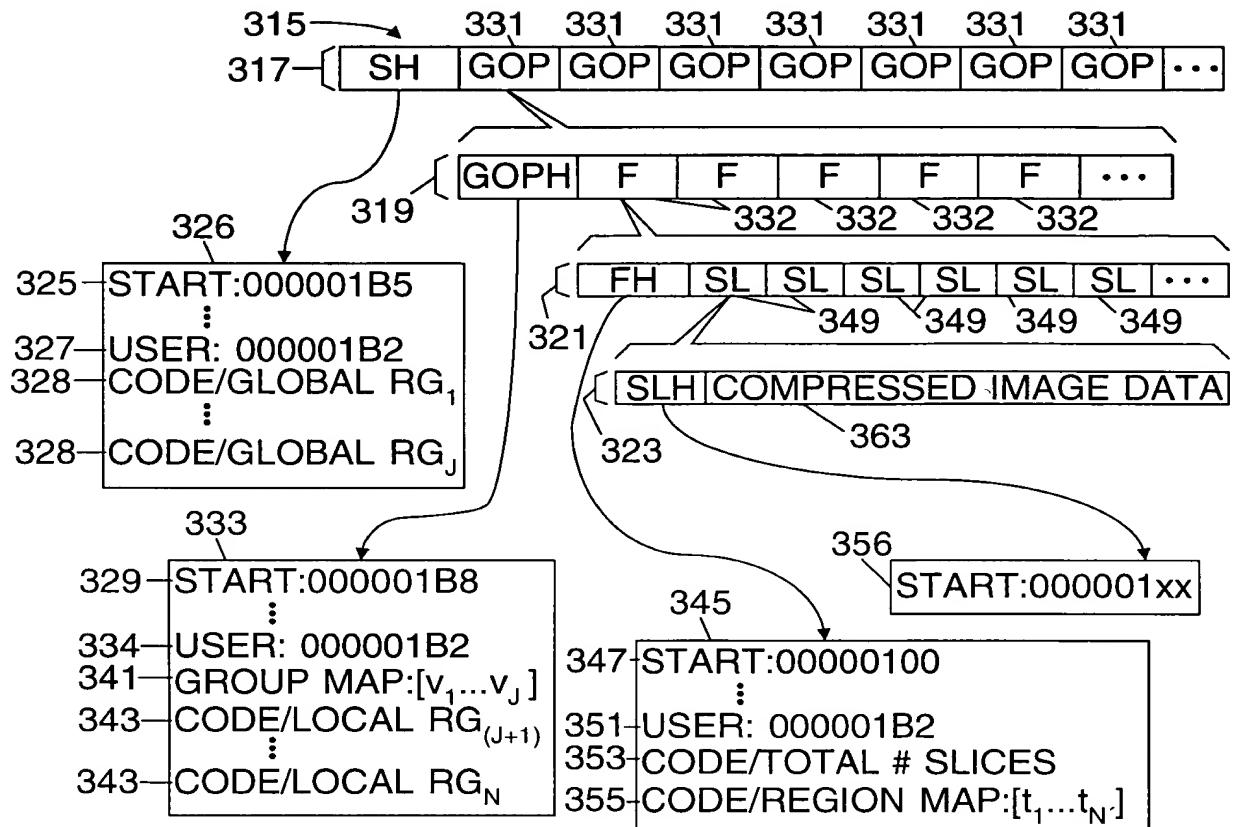 315 331 331 331 331 331 331 331
317 SH GOP GOP GOP GOP GOP GOP GOP ...
319 GOPH F F F F F ...
332 332 332 332
326
325 START:000001B5
⋮
327 USER: 000001B2
328 CODE/GLOBAL RG1
⋮
328 CODE/GLOBAL RGJ
321 FH SL SL SL SL SL SL ...
349 349 349 349
323 SLH COMPRESSED IMAGE DATA
363
333
329 START:000001B8
⋮
334 USER: 000001B2
341 GROUP MAP:[v1...vJ]
343 CODE/LOCAL RG(J+1)
⋮
343 CODE/LOCAL RGN
356 START:000001xx
345
347 START:00000100
⋮
351 USER: 000001B2
353 CODE/TOTAL # SLICES
355 CODE/REGION MAP:[t1...tN']